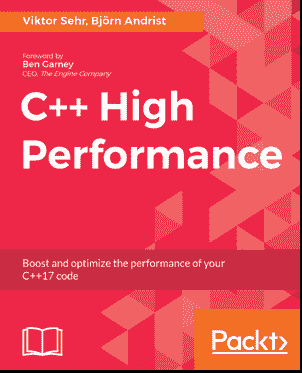 Viktor Sehr, Björn Andrist
Foreword by
Ben Garney
CEO, The Engine Company
C++ High
Performance
Boost and optimize the performance of your
C++17 code
Packt>